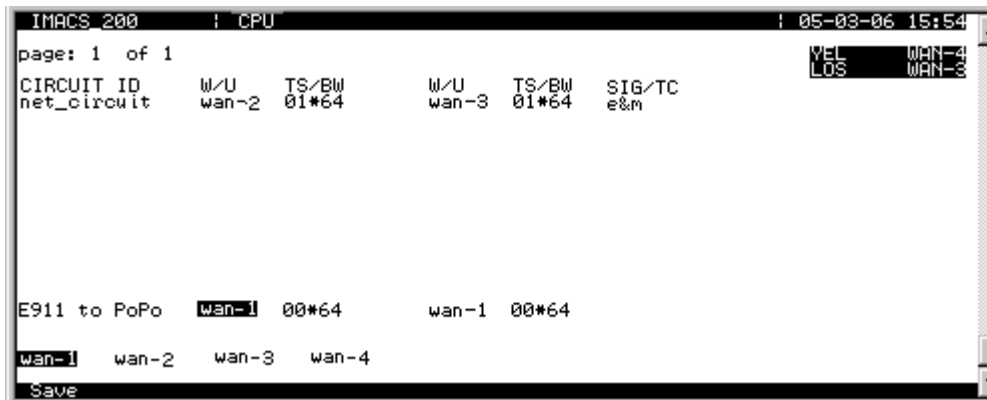 IMACS_200 | CPU | 05-03-06 15:54
page: 1 of 1 YEL WAN-4
LOS WAN-3
CIRCUIT ID W/U TS/BW W/U TS/BW SIG/TC
net_circuit wan-2 01*64 wan-3 01*64 e&m
E911 to PoPo wan-1 00*64 wan-1 00*64
wan-1 wan-2 wan-3 wan-4
Save